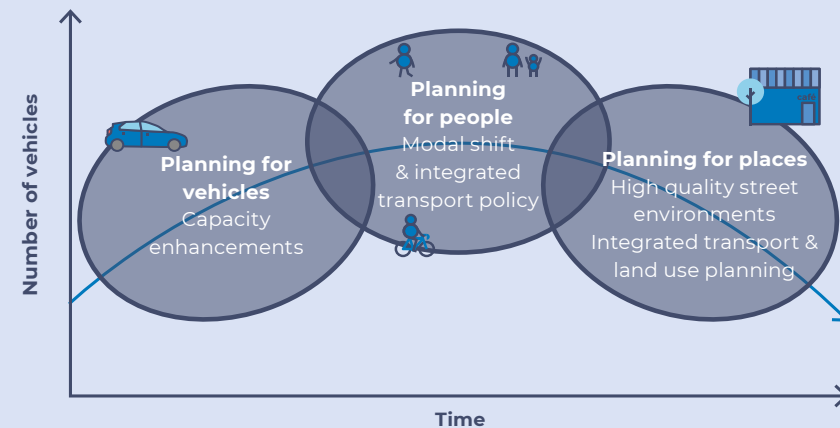 Number of vehicles
Planning for
vehicles
Capacity
enhancements
Planning
for people
Modal shift
& integrated
transport policy
Planning for places
High quality street
environments
Integrated transport &
land use planning
café
Time